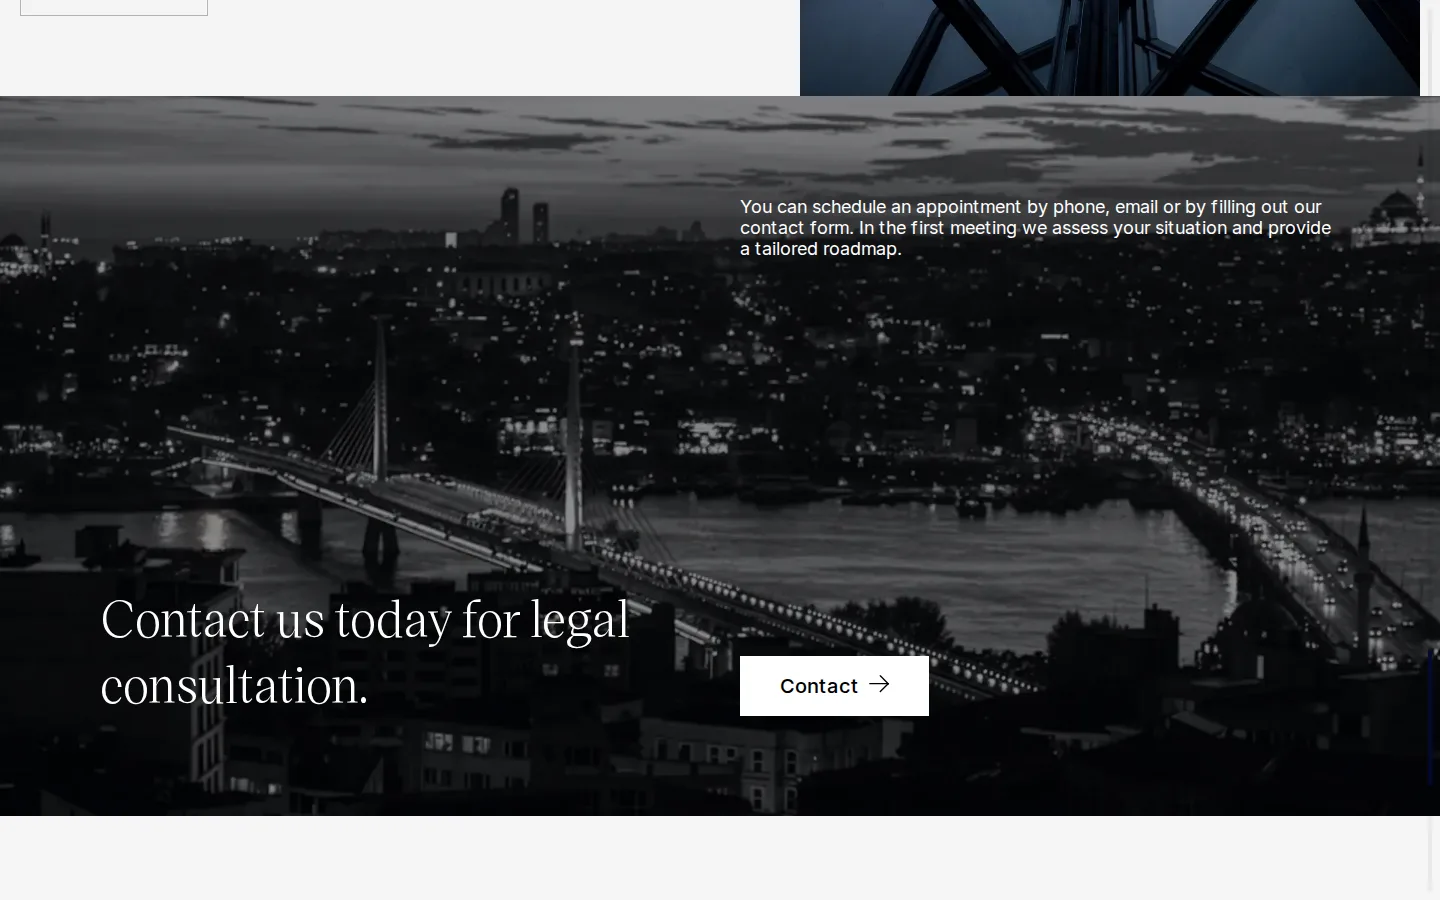 You can schedule an appointment by phone, email or by filling out our
contact form. In the first meeting we assess your situation and provide
a tailored roadmap.
Contact us today for legal
consultation.
Contact